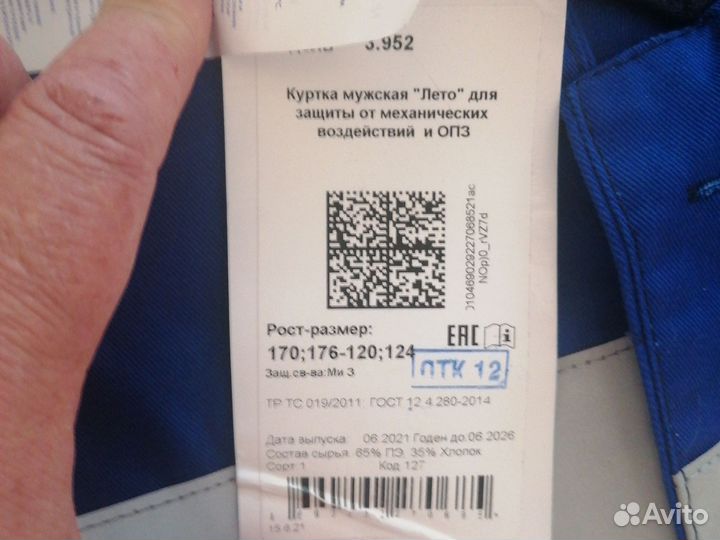 3.952
Куртка мужская "Лето" для
защиты от механических
воздействий и ОПЗ
Рост-размер:
170;176-120;124
Защ.св-ва:Ми З
EAC
ПТК 12
ТР ТС 019/2011; ГОСТ 12.4.280-2014
Дата выпуска: 06.2021 Годен до:06.2026
Состав сырья: 65% ПЭ, 35% Хлопок
Сорт:1 Код 127
Avito